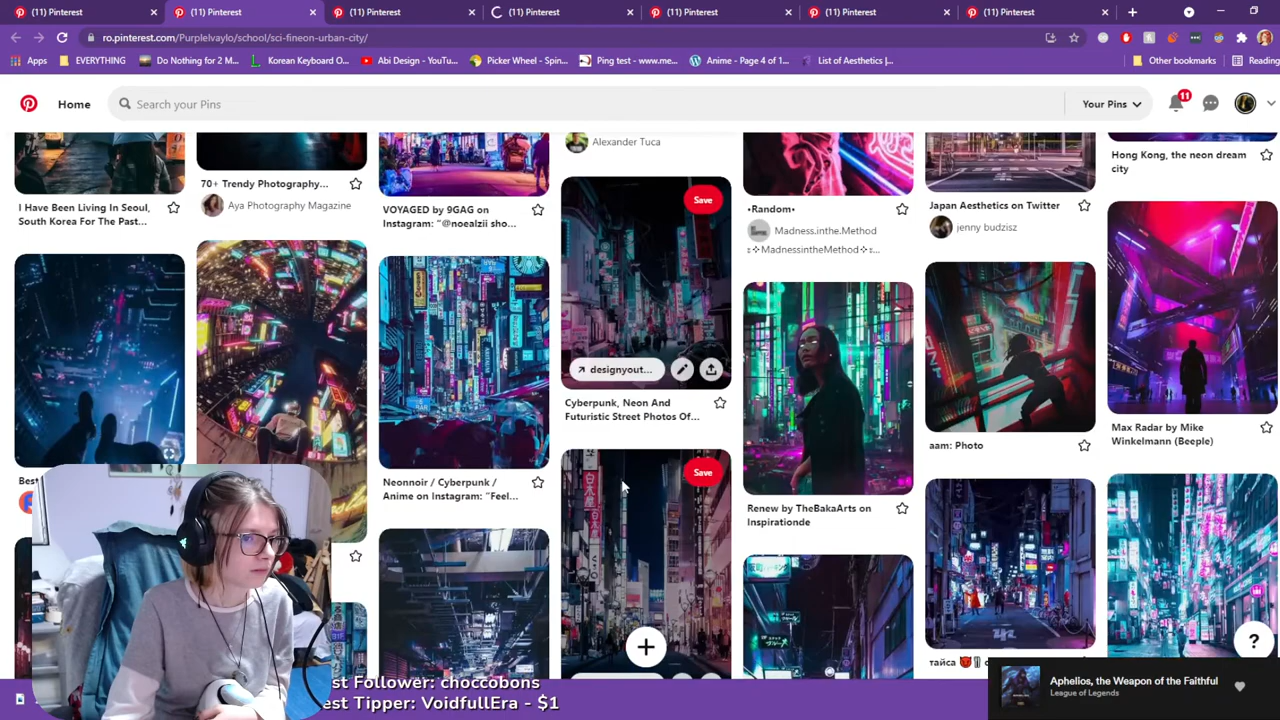 (11) Pinterest
(11) Pinterest
(11) Pinterest
(11) Pinterest
(11) Pinterest
(11) Pinterest
(11) Pinterest
ro.pinterest.com/Purplelvaylo/school/sci-fineon-urban-city/
Apps
EVERYTHING
Do Nothing for 2 M...
Korean Keyboard O...
Abi Design - YouTu...
Picker Wheel - Spin...
Ping test - www.me...
Anime - Page 4 of 1...
List of Aesthetics |...
Other bookmarks
Reading
Home
Search your Pins
Your Pins
11
I Have Been Living In Seoul,
South Korea For The Past...
70+ Trendy Photography...
Aya Photography Magazine
VOYAGED by 9GAG on
Instagram: “@noealzii sho...
Neonnoir / Cyberpunk /
Anime on Instagram: “Feel...
Alexander Tuca
Save
designyout...
Cyberpunk, Neon And
Futuristic Street Photos Of...
Save
•Random•
Madness.inthe.Method
Renew by TheBakaArts on
Inspirationde
Japan Aesthetics on Twitter
jenny budzisz
aam: Photo
тайса
Hong Kong, the neon dream
city
Max Radar by Mike
Winkelmann (Beeple)
?
st Follower: choccobons
est Tipper: VoidfullEra - $1
Aphelios, the Weapon of the Faithful
League of Legends